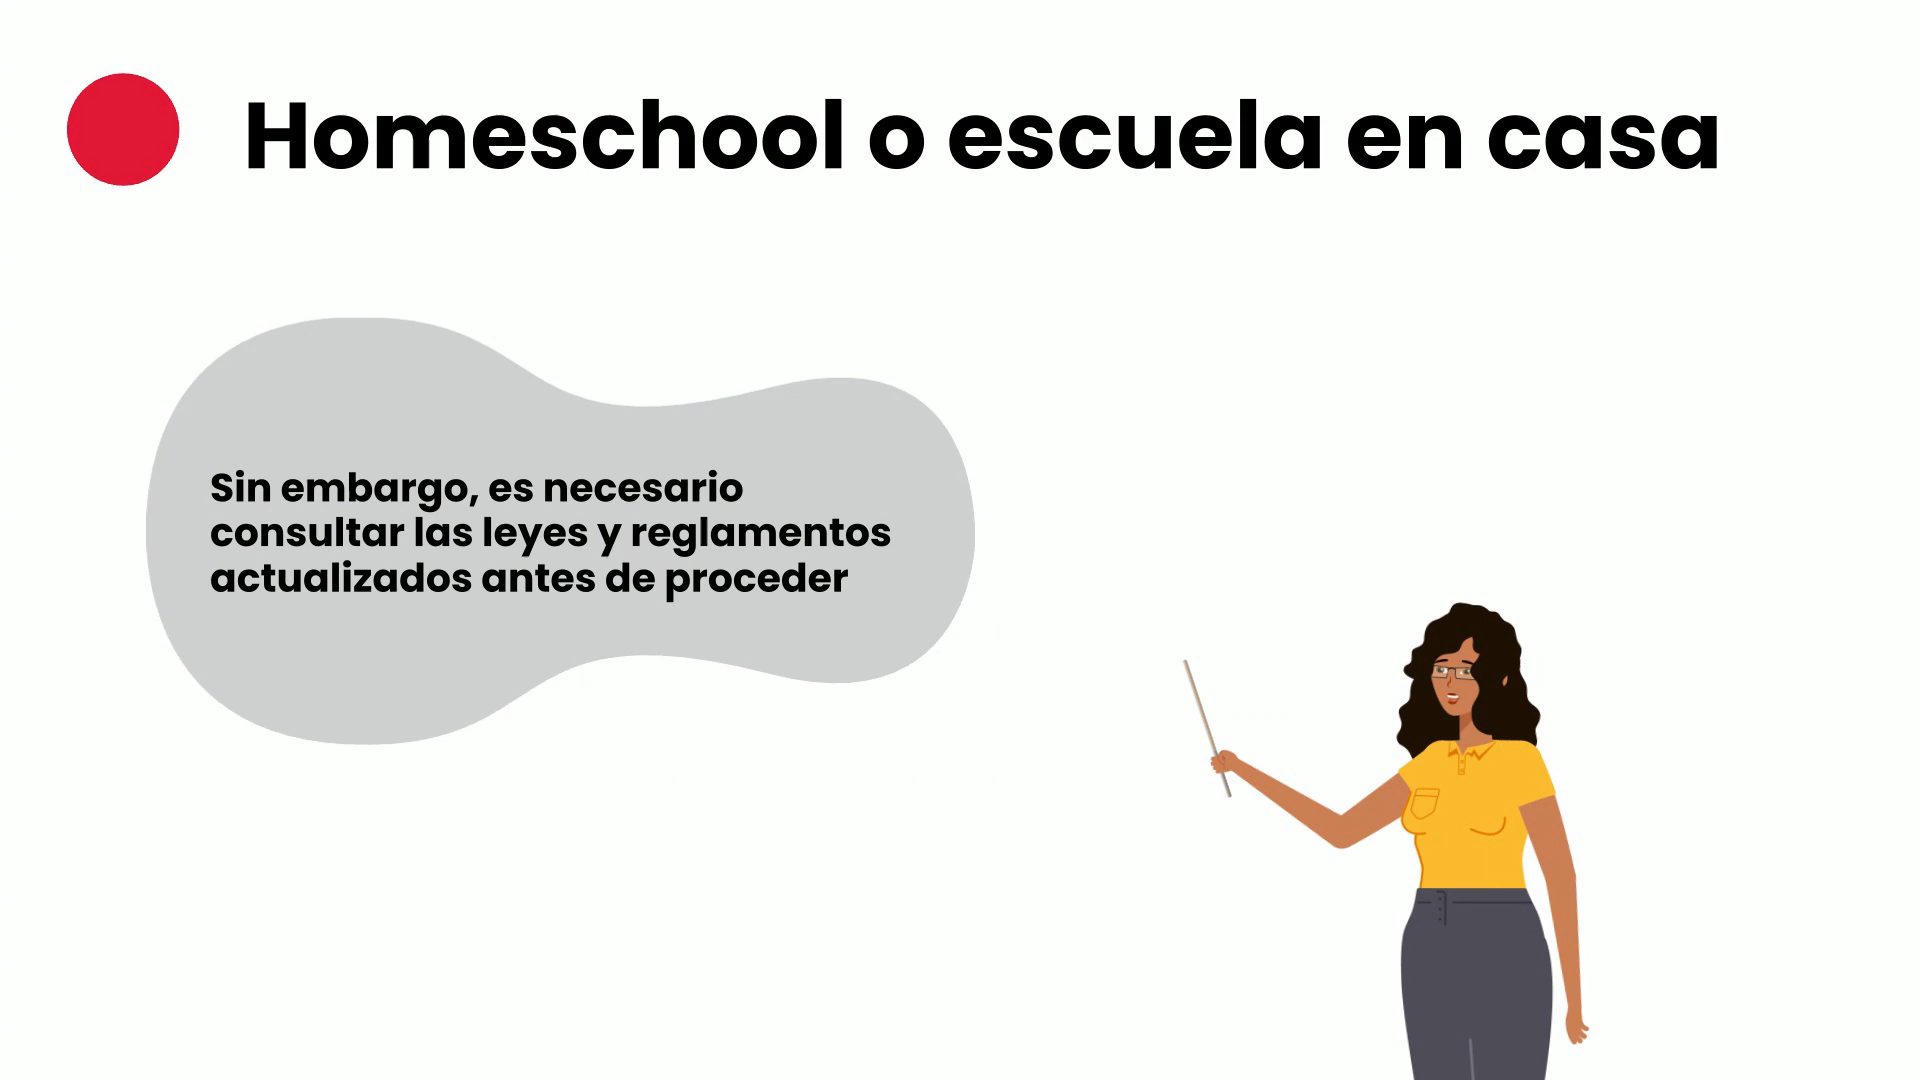 Homeschool o escuela en casa
Sin embargo, es necesario
consultar las leyes y reglamentos
actualizados antes de proceder